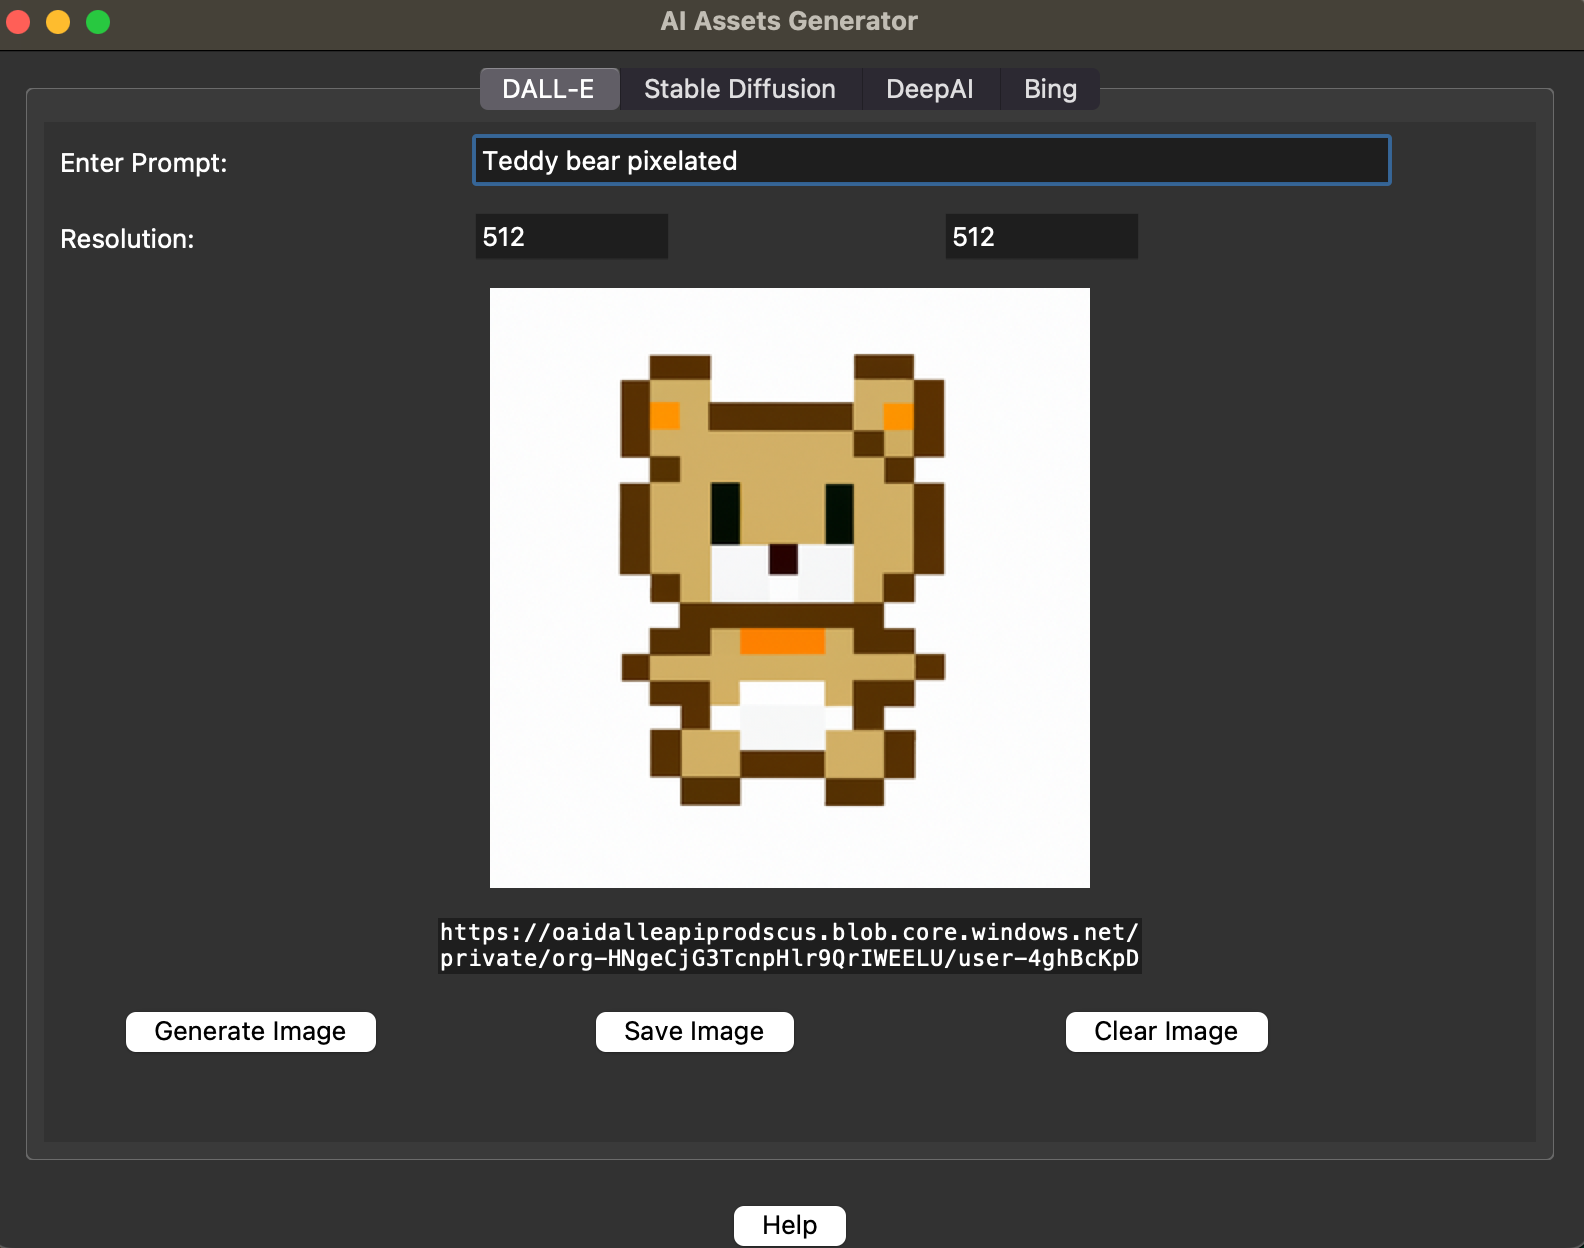 AI Assets Generator
DALL-E Stable Diffusion DeepAI Bing
Enter Prompt: Teddy bear pixelated
Resolution: 512 512
https://oaidalleapiprodscus.blob.core.windows.net/
private/org-HNgeCjG3TcnpHlr9QrIWEELU/user-4ghBcKpD
Generate Image Save Image Clear Image
Help